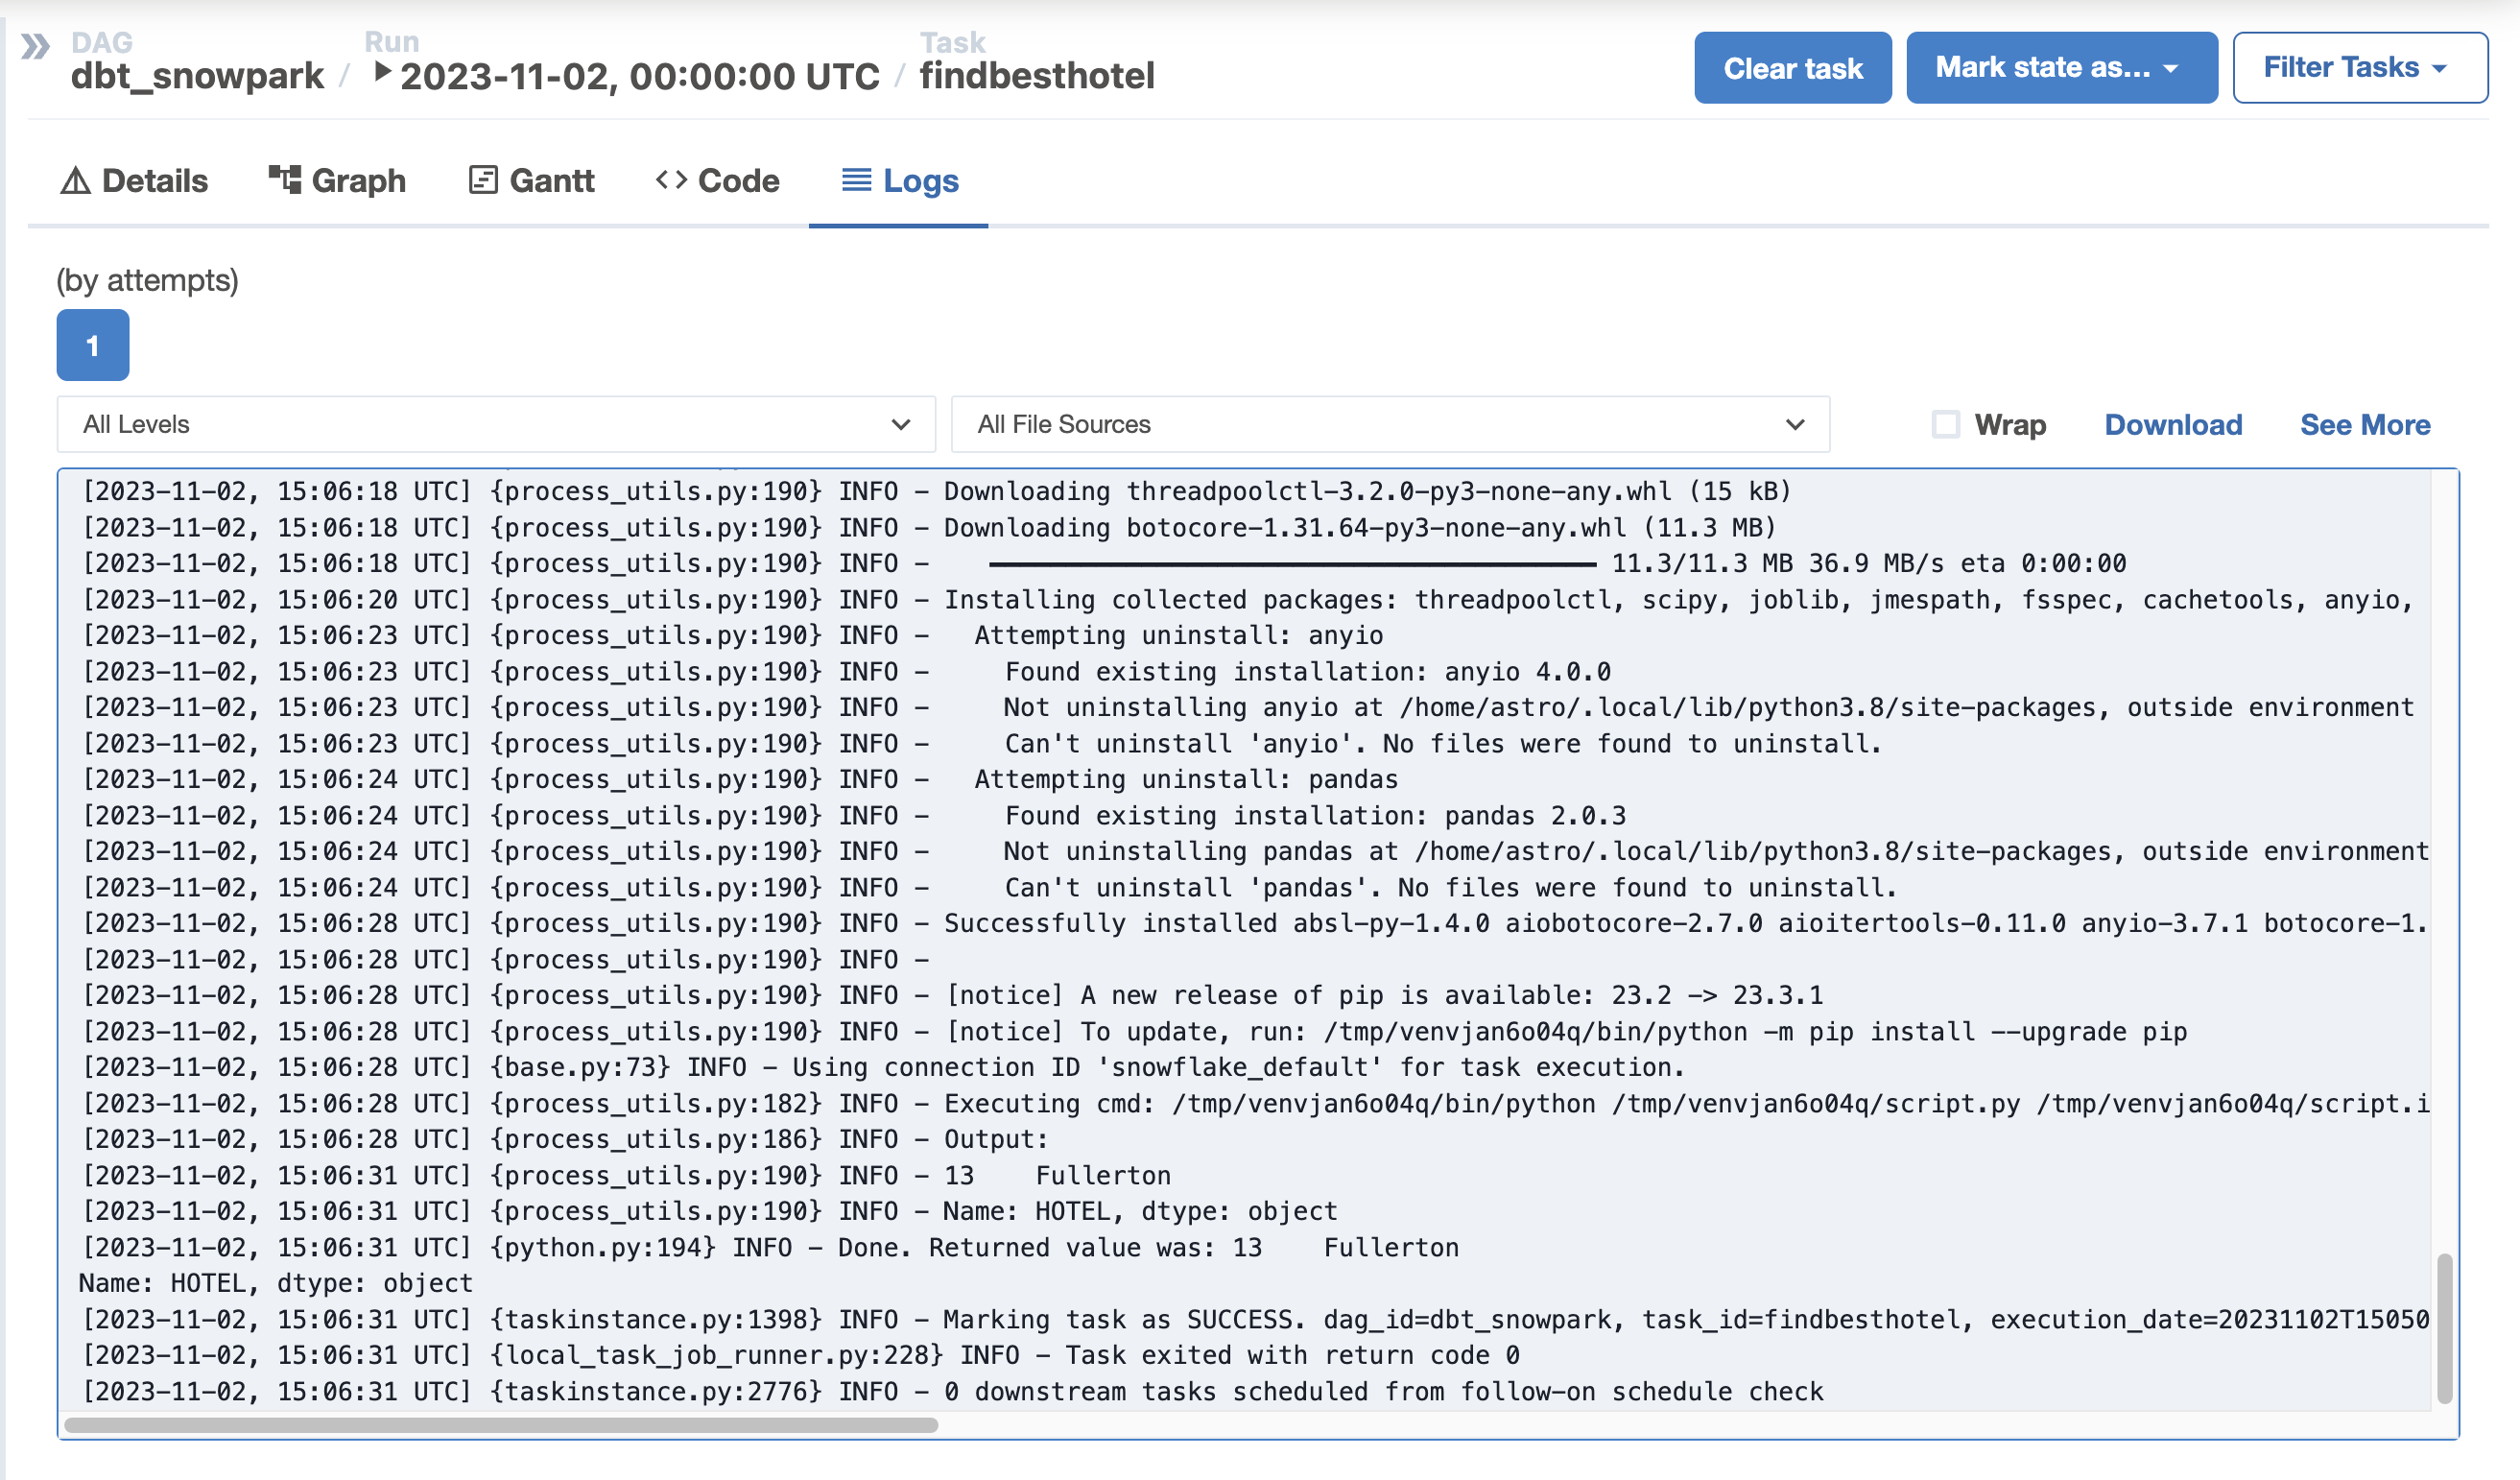 DAG
dbt_snowpark
/
Run
2023-11-02, 00:00:00 UTC
/
Task
findbesthotel
Clear task
Mark state as...
Filter Tasks
Details
Graph
Gantt
Code
Logs
(by attempts)
1
All Levels
All File Sources
Wrap
Download
See More
[2023-11-02, 15:06:18 UTC] {process_utils.py:190} INFO - Downloading threadpoolctl-3.2.0-py3-none-any.whl (15 kB)
[2023-11-02, 15:06:18 UTC] {process_utils.py:190} INFO - Downloading botocore-1.31.64-py3-none-any.whl (11.3 MB)
[2023-11-02, 15:06:18 UTC] {process_utils.py:190} INFO - ━━━━━━━━━━━━━━━━━━━━━━━━━━━━━━━━━━━━━━━━ 11.3/11.3 MB 36.9 MB/s eta 0:00:00
[2023-11-02, 15:06:20 UTC] {process_utils.py:190} INFO - Installing collected packages: threadpoolctl, scipy, joblib, jmespath, fsspec, cachetools, anyio,
[2023-11-02, 15:06:23 UTC] {process_utils.py:190} INFO -   Attempting uninstall: anyio
[2023-11-02, 15:06:23 UTC] {process_utils.py:190} INFO -     Found existing installation: anyio 4.0.0
[2023-11-02, 15:06:23 UTC] {process_utils.py:190} INFO -     Not uninstalling anyio at /home/astro/.local/lib/python3.8/site-packages, outside environment
[2023-11-02, 15:06:23 UTC] {process_utils.py:190} INFO -     Can't uninstall 'anyio'. No files were found to uninstall.
[2023-11-02, 15:06:24 UTC] {process_utils.py:190} INFO -   Attempting uninstall: pandas
[2023-11-02, 15:06:24 UTC] {process_utils.py:190} INFO -     Found existing installation: pandas 2.0.3
[2023-11-02, 15:06:24 UTC] {process_utils.py:190} INFO -     Not uninstalling pandas at /home/astro/.local/lib/python3.8/site-packages, outside environment
[2023-11-02, 15:06:24 UTC] {process_utils.py:190} INFO -     Can't uninstall 'pandas'. No files were found to uninstall.
[2023-11-02, 15:06:28 UTC] {process_utils.py:190} INFO - Successfully installed absl-py-1.4.0 aiobotocore-2.7.0 aioitertools-0.11.0 anyio-3.7.1 botocore-1.
[2023-11-02, 15:06:28 UTC] {process_utils.py:190} INFO -
[2023-11-02, 15:06:28 UTC] {process_utils.py:190} INFO - [notice] A new release of pip is available: 23.2 -> 23.3.1
[2023-11-02, 15:06:28 UTC] {process_utils.py:190} INFO - [notice] To update, run: /tmp/venvjan6o04q/bin/python -m pip install --upgrade pip
[2023-11-02, 15:06:28 UTC] {base.py:73} INFO - Using connection ID 'snowflake_default' for task execution.
[2023-11-02, 15:06:28 UTC] {process_utils.py:182} INFO - Executing cmd: /tmp/venvjan6o04q/bin/python /tmp/venvjan6o04q/script.py /tmp/venvjan6o04q/script.i
[2023-11-02, 15:06:28 UTC] {process_utils.py:186} INFO - Output:
[2023-11-02, 15:06:31 UTC] {process_utils.py:190} INFO - 13    Fullerton
[2023-11-02, 15:06:31 UTC] {process_utils.py:190} INFO - Name: HOTEL, dtype: object
[2023-11-02, 15:06:31 UTC] {python.py:194} INFO - Done. Returned value was: 13    Fullerton
Name: HOTEL, dtype: object
[2023-11-02, 15:06:31 UTC] {taskinstance.py:1398} INFO - Marking task as SUCCESS. dag_id=dbt_snowpark, task_id=findbesthotel, execution_date=20231102T15050
[2023-11-02, 15:06:31 UTC] {local_task_job_runner.py:228} INFO - Task exited with return code 0
[2023-11-02, 15:06:31 UTC] {taskinstance.py:2776} INFO - 0 downstream tasks scheduled from follow-on schedule check